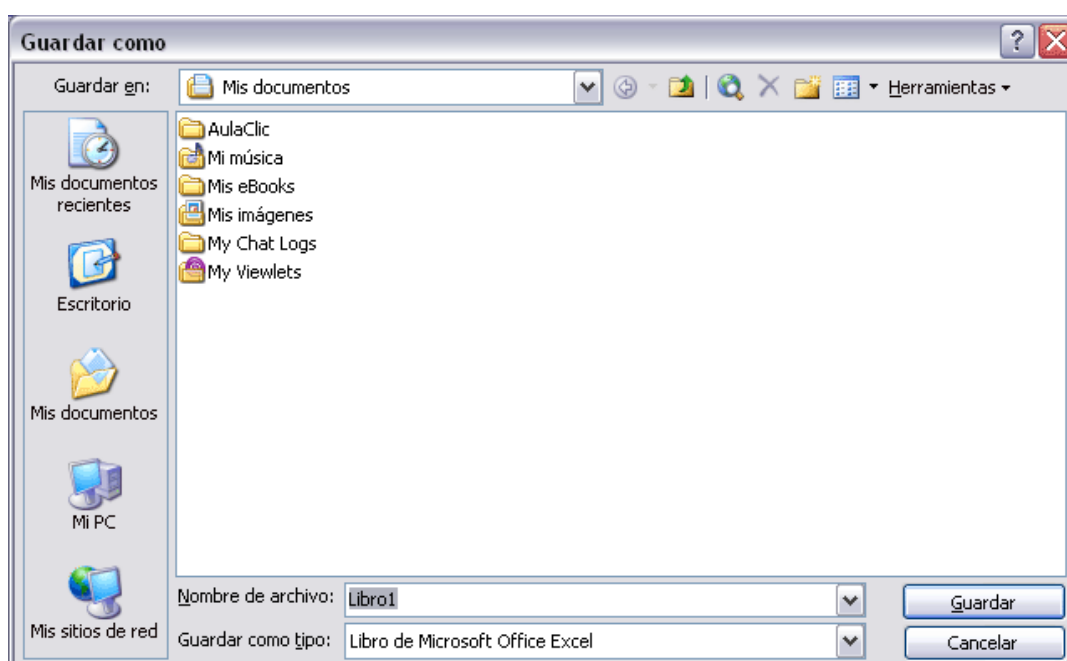 Guardar como
Guardar en: Mis documentos Herramientas
Mis documentos
recientes
Escritorio
Mis documentos
Mi PC
Mis sitios de red
AulaClic
Mi música
Mis eBooks
Mis imágenes
My Chat Logs
My Viewlets
Nombre de archivo: Libro1 Guardar
Guardar como tipo: Libro de Microsoft Office Excel Cancelar